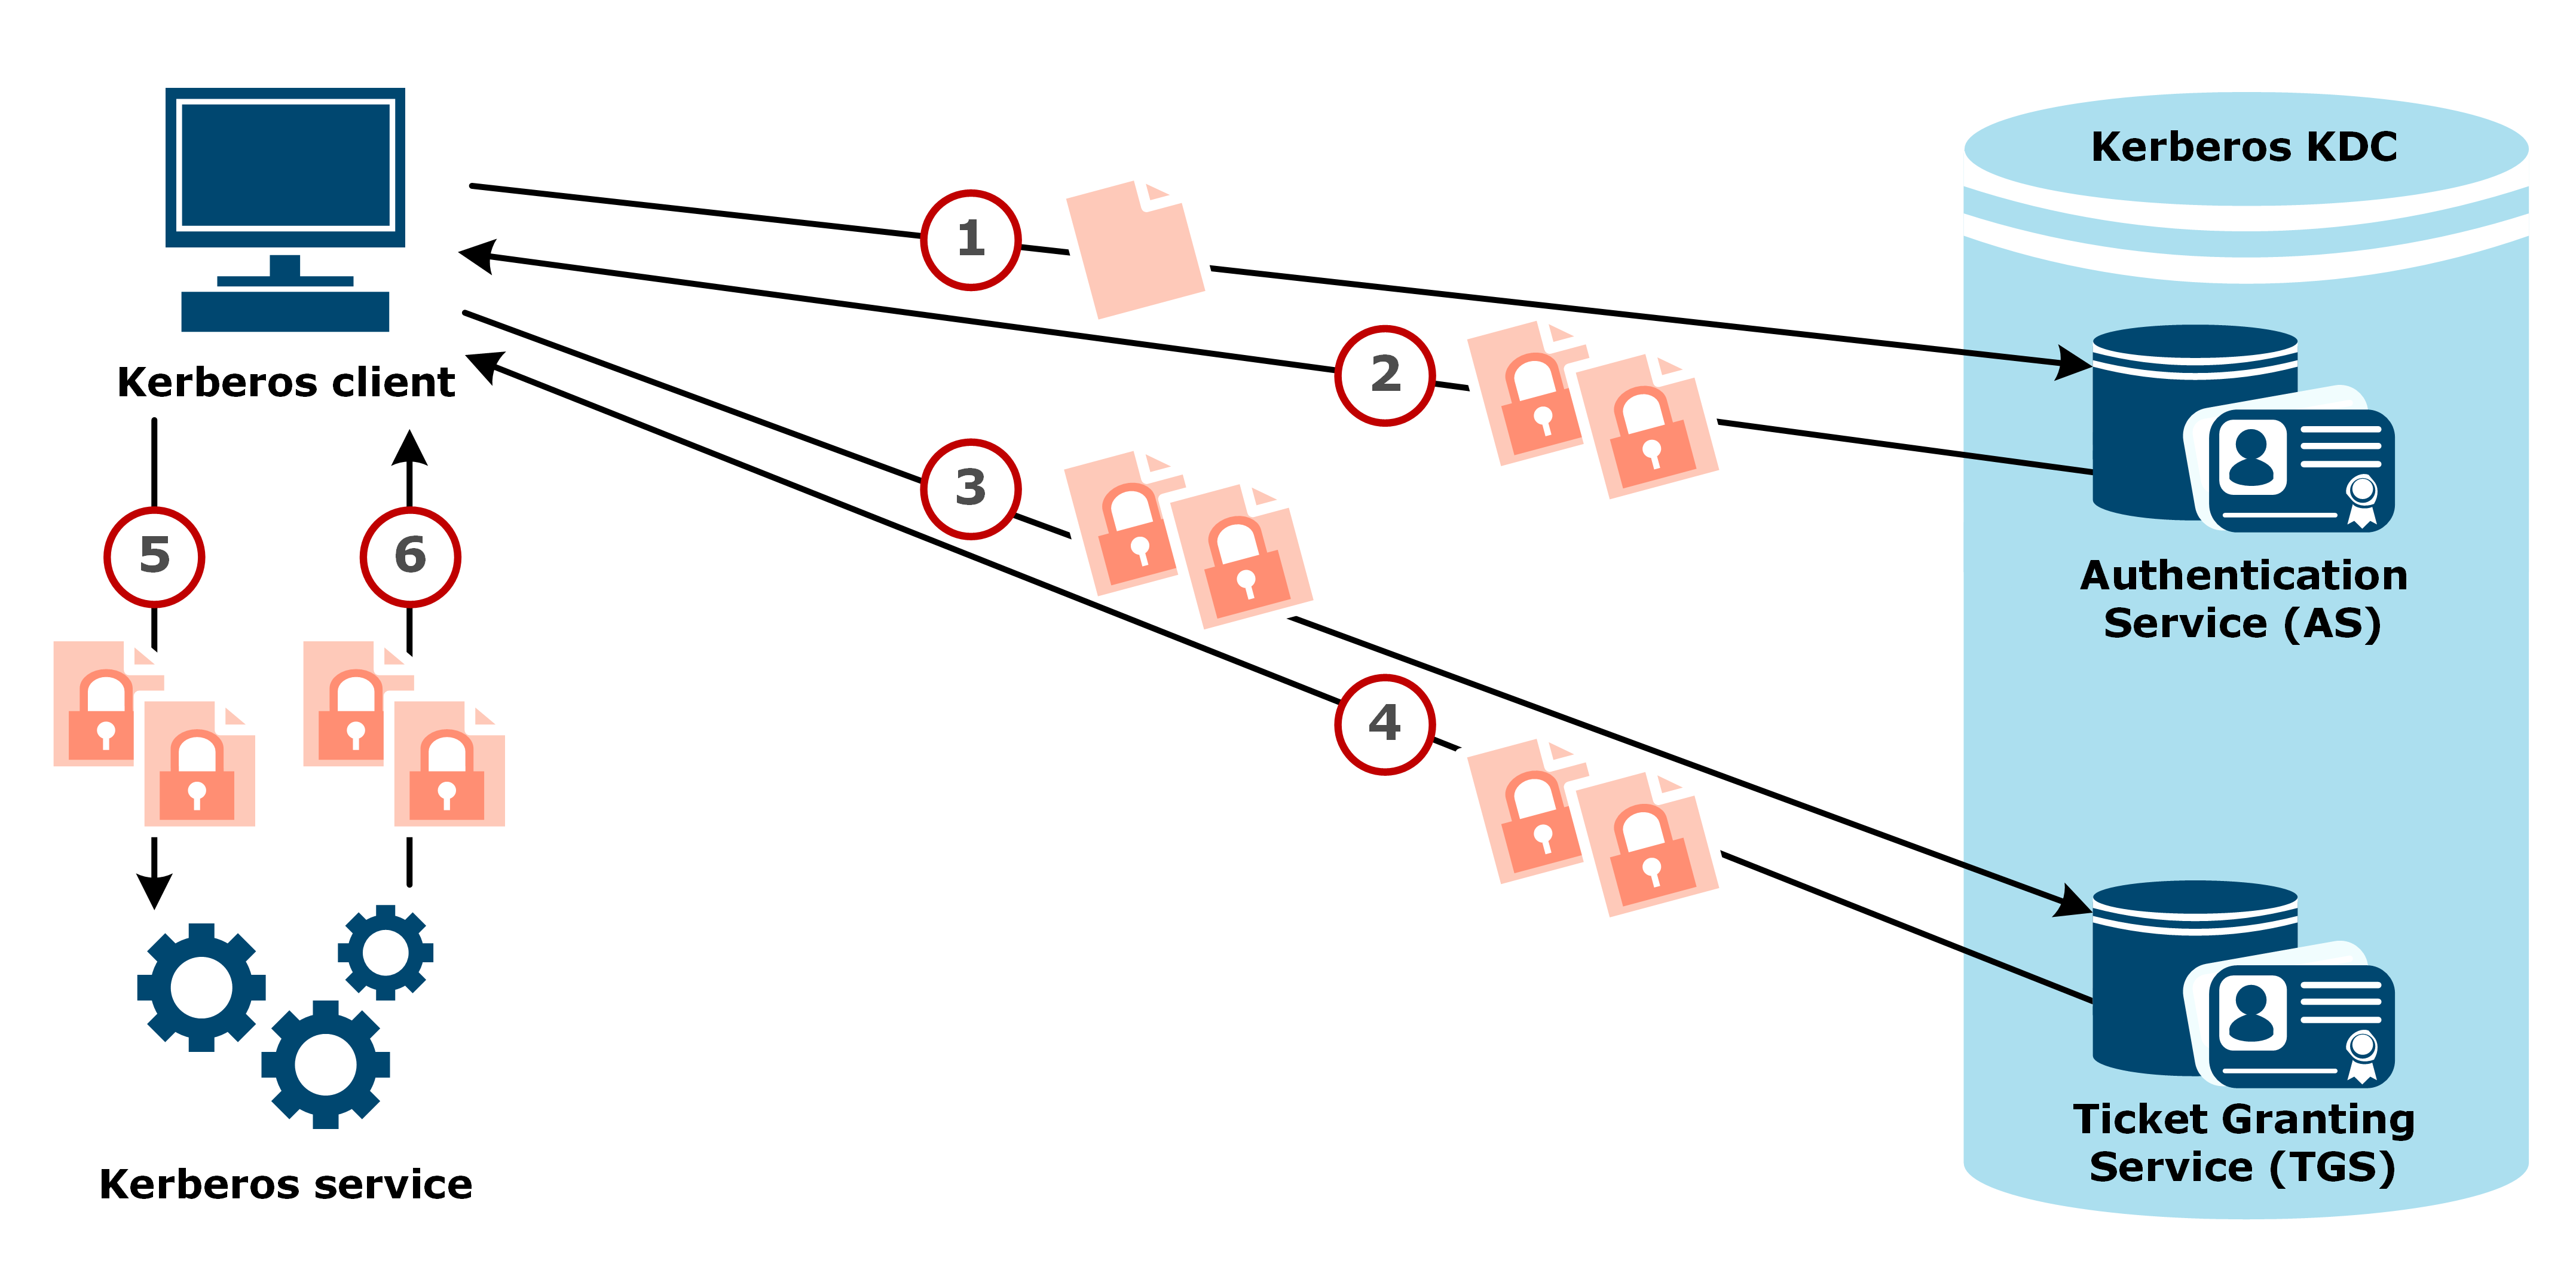 Kerberos KDC
1
2
Kerberos client
3
5
6
Authentication
Service (AS)
4
Ticket Granting
Service (TGS)
Kerberos service